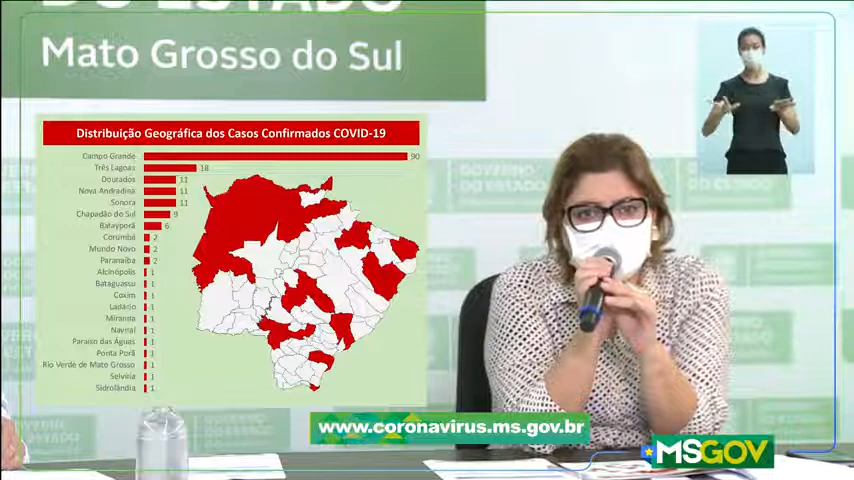 DO ESTADO
Mato Grosso do Sul
Distribuição Geográfica dos Casos Confirmados COVID-19
Campo Grande 90
Três Lagoas 18
Dourados 11
Nova Andradina 11
Sonora 11
Chapadão do Sul 9
Batayporã 6
Corumbá 2
Mundo Novo 2
Paranaíba 2
Alcinópolis 1
Bataguassu 1
Coxim 1
Ladário 1
Miranda 1
Naviraí 1
Paraíso das Águas 1
Ponta Porã 1
Rio Verde de Mato Grosso 1
Selvíria 1
Sidrolândia 1
GOVERNO
DO ESTADO
www.coronavirus.ms.gov.br
MSGOV